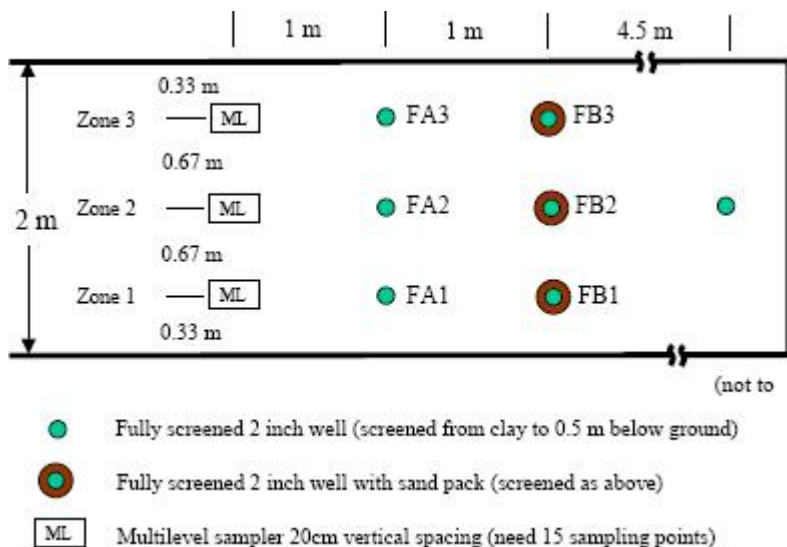 1 m 1 m 4.5 m
0.33 m
Zone 3 ML FA3 FB3
0.67 m
Zone 2 ML FA2 FB2
2 m
0.67 m
Zone 1 ML FA1 FB1
0.33 m
(not to
Fully screened 2 inch well (screened from clay to 0.5 m below ground)
Fully screened 2 inch well with sand pack (screened as above)
ML Multilevel sampler 20cm vertical spacing (need 15 sampling points)